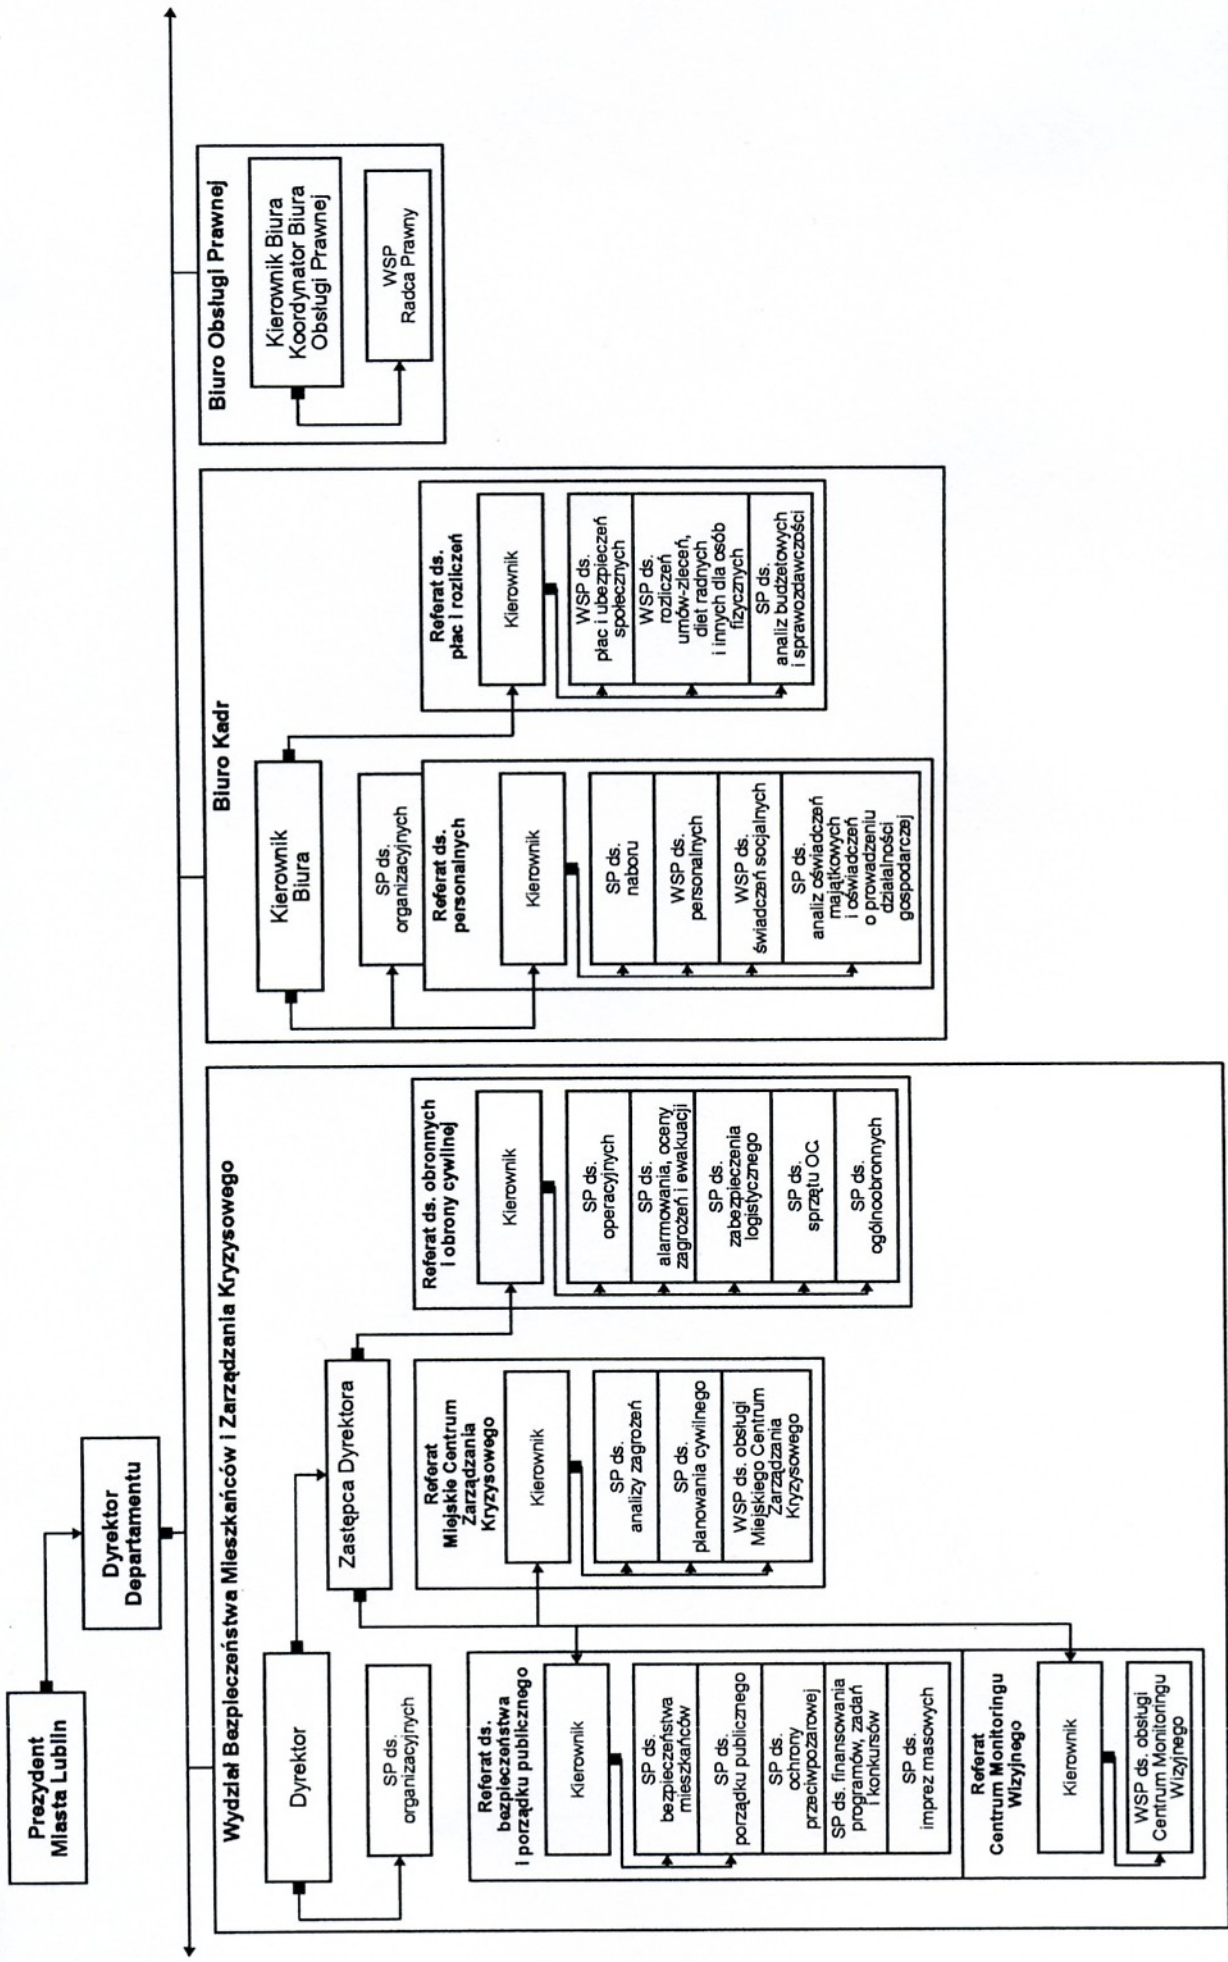 Prezydent
Miasta Lublin
Dyrektor
Departamentu
Wydział Bezpieczeństwa Mieszkańców i Zarządzania Kryzysowego
Dyrektor
SP ds.
organizacyjnych
Zastępca Dyrektora
Referat ds.
bezpieczeństwa
i porządku publicznego
Kierownik
SP ds.
bezpieczeństwa
mieszkańców
SP ds.
porządku publicznego
SP ds.
ochrony
przeciwpożarowej
SP ds. finansowania
programów, zadań
i konkursów
SP ds.
imprez masowych
Referat
Centrum Monitoringu
Wizyjnego
Kierownik
WSP ds. obsługi
Centrum Monitoringu
Wizyjnego
Referat
Miejskie Centrum
Zarządzania
Kryzysowego
Kierownik
SP ds.
analizy zagrożeń
SP ds.
planowania cywilnego
WSP ds. obsługi
Miejskiego Centrum
Zarządzania
Kryzysowego
Referat ds. obronnych
i obrony cywilnej
Kierownik
SP ds.
operacyjnych
SP ds.
alarmowania, oceny
zagrożeń i ewakuacji
SP ds.
zabezpieczenia
logistycznego
SP ds.
sprzętu OC
SP ds.
ogólnoobronnych
Biuro Kadr
Kierownik
Biura
SP ds.
organizacyjnych
Referat ds.
personalnych
Kierownik
SP ds.
naboru
WSP ds.
personalnych
WSP ds.
świadczeń socjalnych
SP ds.
analiz oświadczeń
majątkowych
i oświadczeń
o prowadzeniu
działalności
gospodarczej
Referat ds.
płac i rozliczeń
Kierownik
WSP ds.
płac i ubezpieczeń
społecznych
WSP ds.
rozliczeń
umów-zleceń,
diet radnych
i innych dla osób
fizycznych
SP ds.
analiz budżetowych
i sprawozdawczości
Biuro Obsługi Prawnej
Kierownik Biura
Koordynator Biura
Obsługi Prawnej
WSP
Radca Prawny